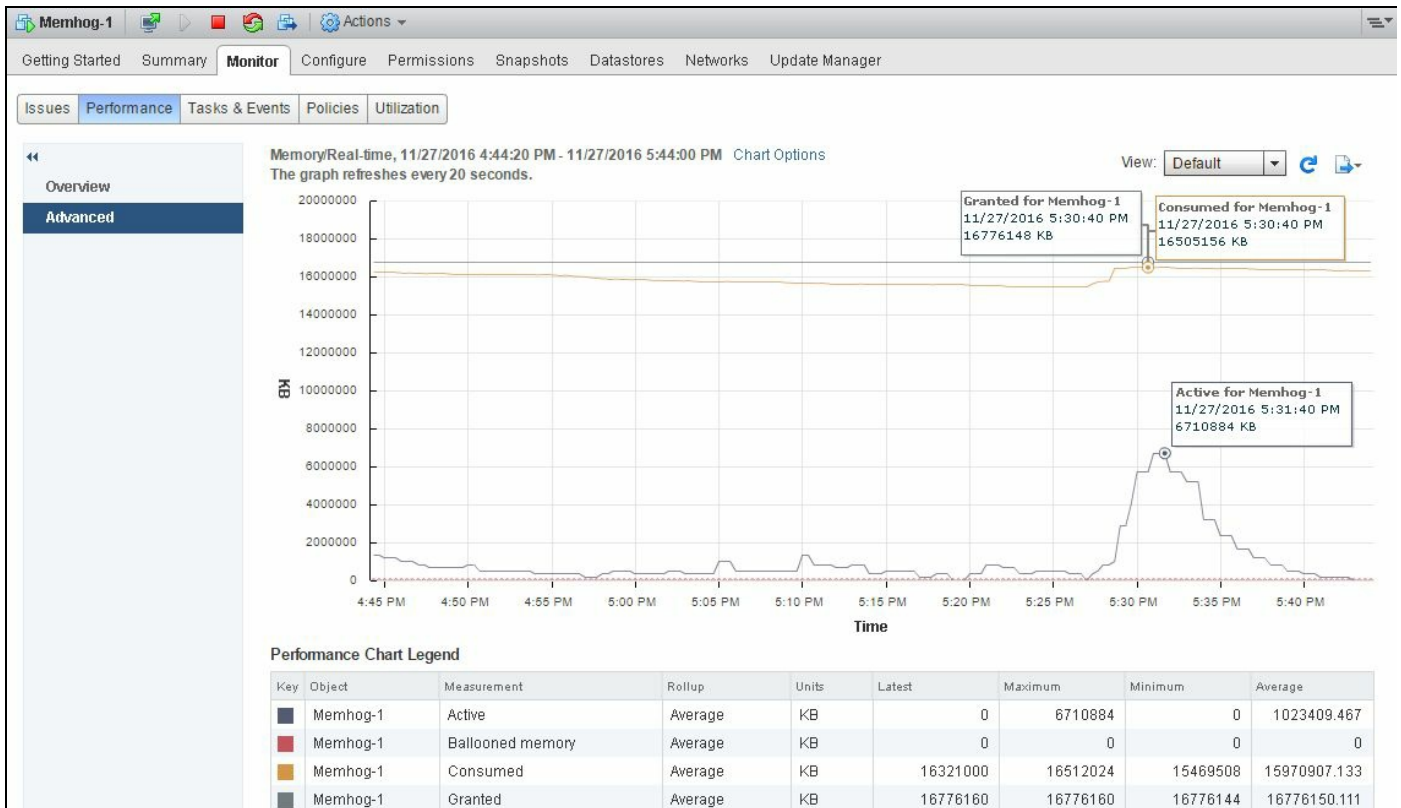 Memhog-1 Actions
Getting Started Summary Monitor Configure Permissions Snapshots Datastores Networks Update Manager
Issues Performance Tasks & Events Policies Utilization
Overview
Advanced
Memory/Real-time, 11/27/2016 4:44:20 PM - 11/27/2016 5:44:00 PM Chart Options
The graph refreshes every 20 seconds.
View: Default
20000000
18000000
16000000
14000000
12000000
10000000
8000000
6000000
4000000
2000000
0
KB
Granted for Memhog-1
11/27/2016 5:30:40 PM
16776148 KB
Consumed for Memhog-1
11/27/2016 5:30:40 PM
16505156 KB
Active for Memhog-1
11/27/2016 5:31:40 PM
6710884 KB
4:45 PM 4:50 PM 4:55 PM 5:00 PM 5:05 PM 5:10 PM 5:15 PM 5:20 PM 5:25 PM 5:30 PM 5:35 PM 5:40 PM
Time
Performance Chart Legend
Key Object Measurement Rollup Units Latest Maximum Minimum Average
Memhog-1 Active Average KB 0 6710884 0 1023409.467
Memhog-1 Ballooned memory Average KB 0 0 0 0
Memhog-1 Consumed Average KB 16321000 16512024 15469508 15970907.133
Memhog-1 Granted Average KB 16776160 16776160 16776144 16776150.111